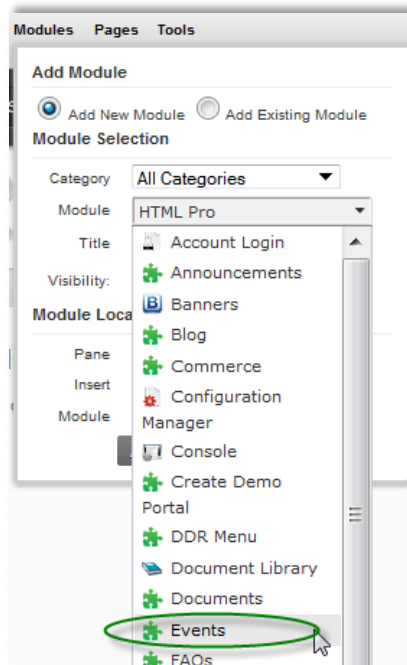 Modules Pages Tools
Add Module
Add New Module Add Existing Module
Module Selection
Category All Categories
Module HTML Pro
Title
Visibility:
Module Loca
Pane
Insert
Module
Account Login
Announcements
B Banners
Blog
Commerce
Configuration
Manager
Console
Create Demo
Portal
DDR Menu
Document Library
Documents
Events
FAQs